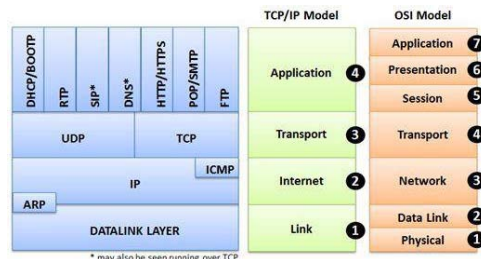 TCP/IP Model
OSI Model
DHCP/BOOTP
RTP
SIP*
DNS*
HTTP/HTTPS
POP/SMTP
FTP
UDP
TCP
ICMP
IP
ARP
DATALINK LAYER
* may also be seen running over TCP
Application 4
Transport 3
Internet 2
Link 1
Application 7
Presentation 6
Session 5
Transport 4
Network 3
Data Link 2
Physical 1